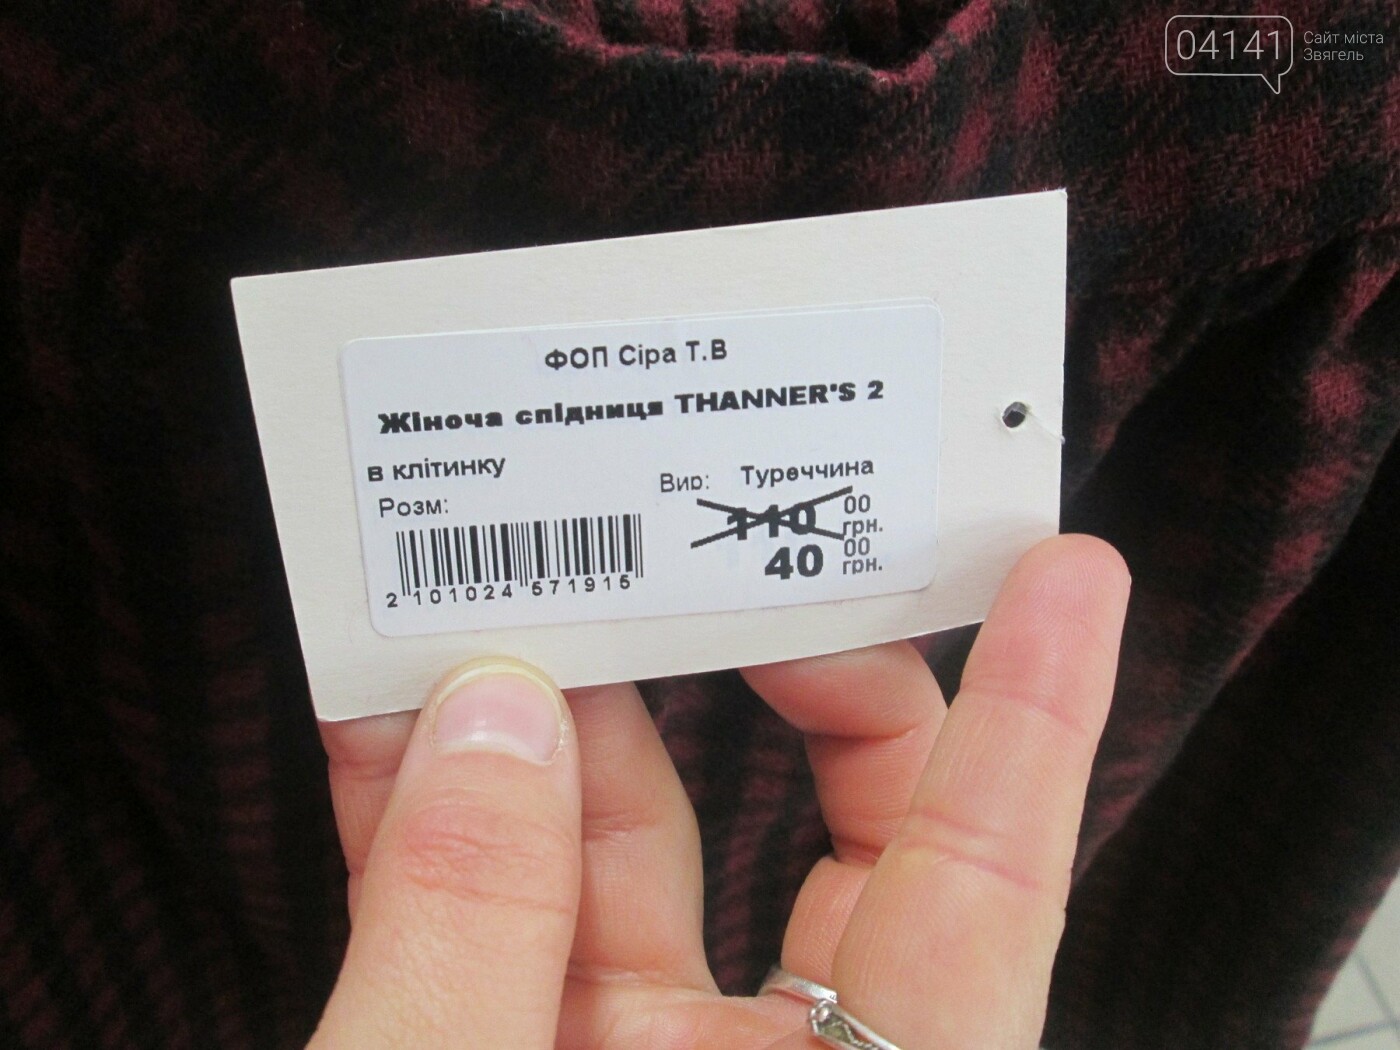 04141 Сайт міста
Звягель
ФОП Сіра Т.В
Жіноча спідниця THANNER'S 2
в клітинку
Вир: Туреччина
Розм:
110 00 грн.
40 00 грн.
2 101024 571915